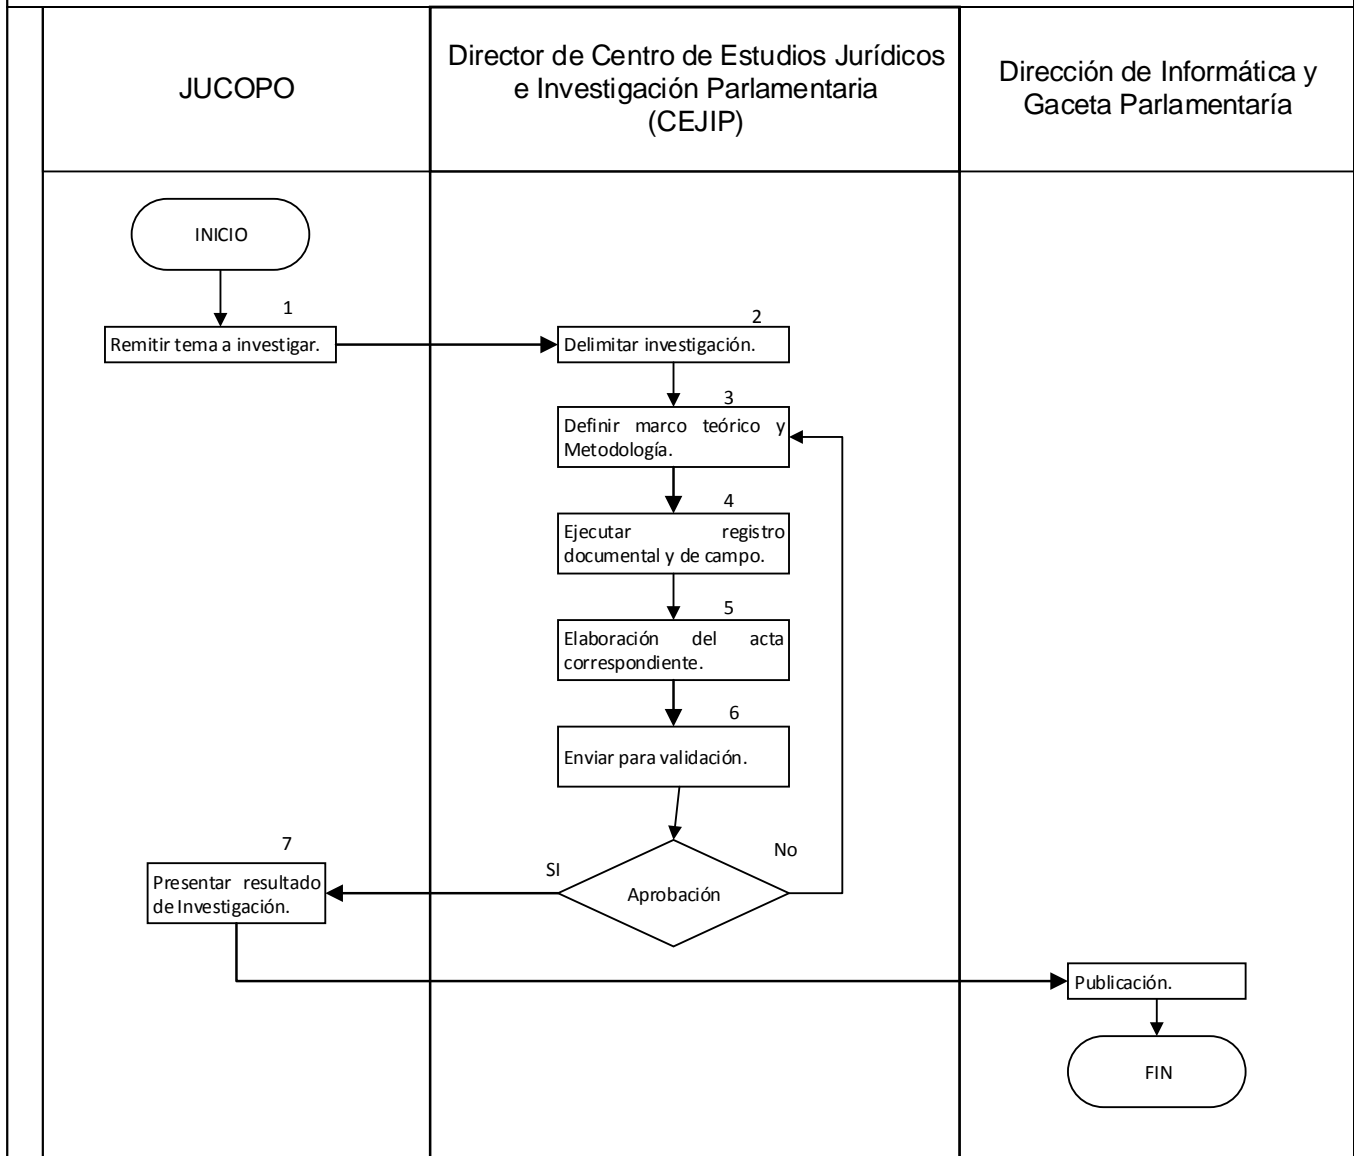 JUCOPO
Director de Centro de Estudios Jurídicos
e Investigación Parlamentaria
(CEJIP)
Dirección de Informática y
Gaceta Parlamentaría
INICIO
1
Remitir tema a investigar.
2
Delimitar investigación.
3
Definir marco teórico y
Metodología.
4
Ejecutar registro
documental y de campo.
5
Elaboración del acta
correspondiente.
6
Enviar para validación.
Aprobación
SI
No
7
Presentar resultado
de Investigación.
Publicación.
FIN